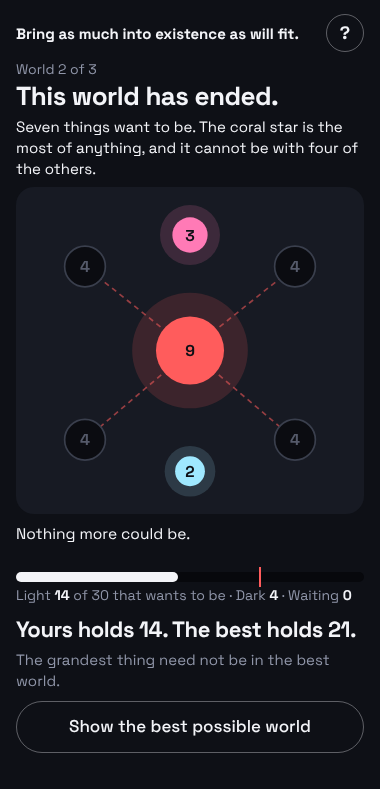 Bring as much into existence as will fit.
?
World 2 of 3
This world has ended.
Seven things want to be. The coral star is the
most of anything, and it cannot be with four of
the others.
3
4
4
9
4
4
2
Nothing more could be.
Light 14 of 30 that wants to be · Dark 4 · Waiting 0
Yours holds 14. The best holds 21.
The grandest thing need not be in the best
world.
Show the best possible world